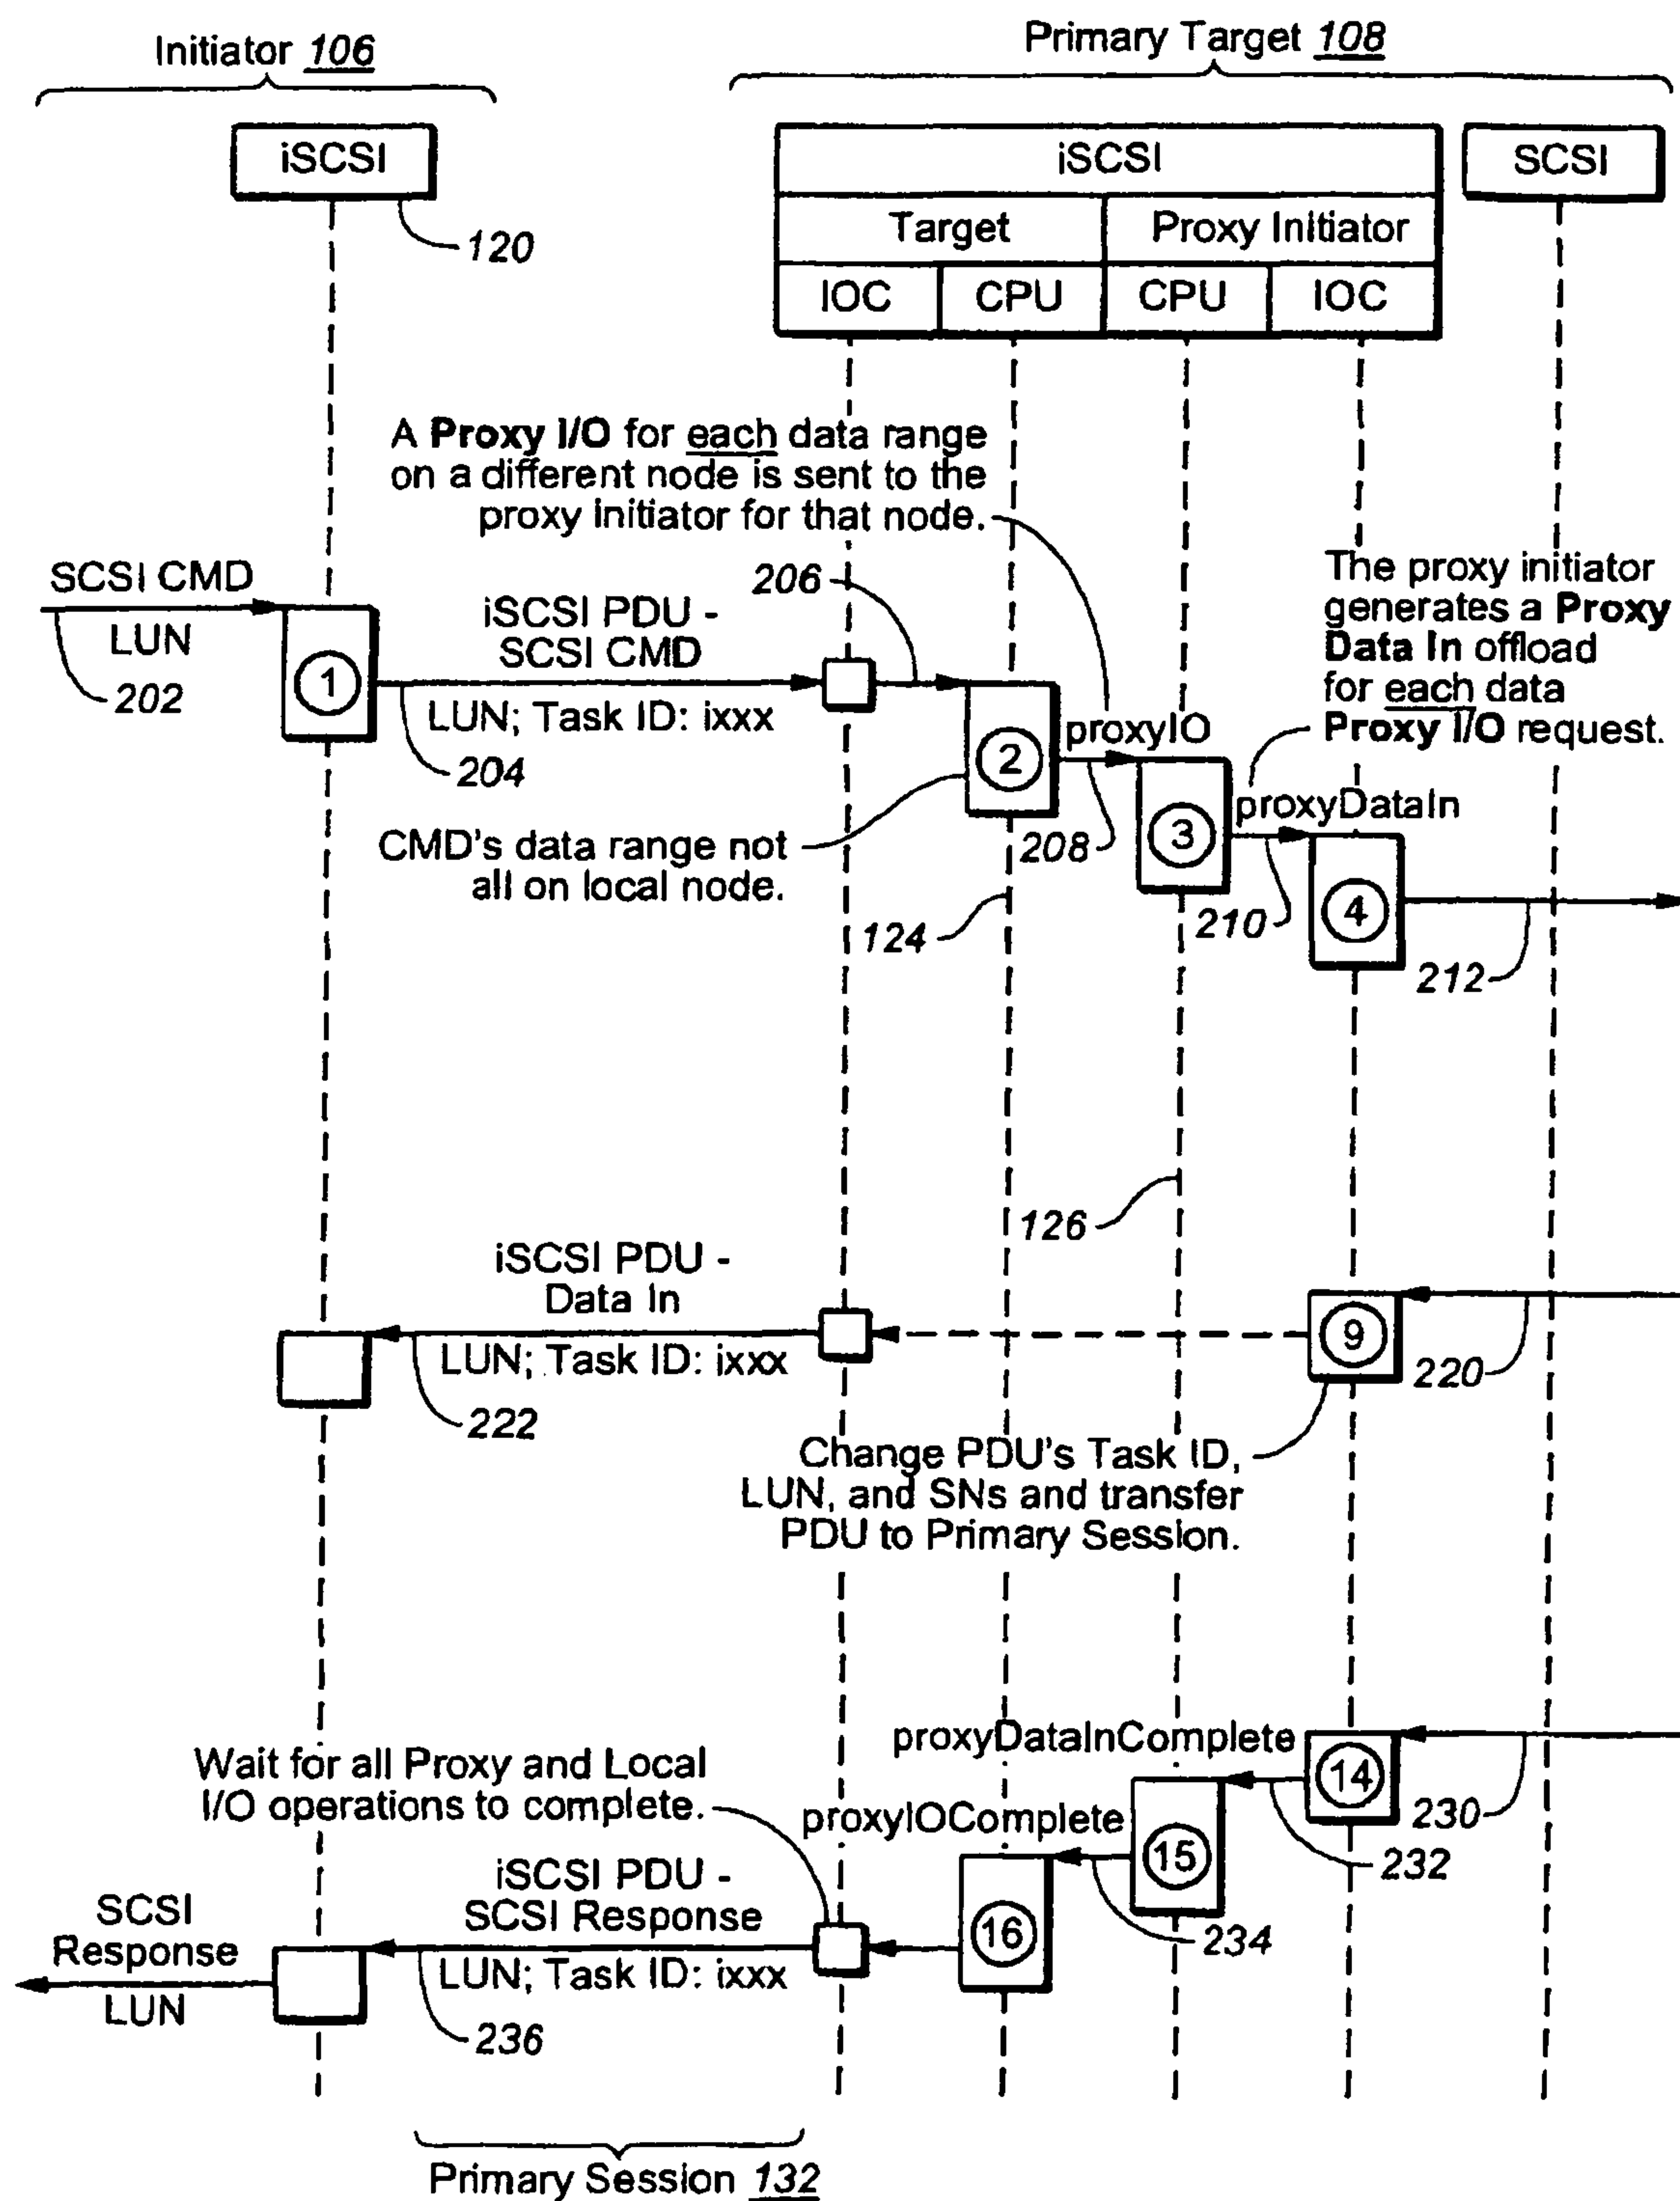 Initiator 106
Primary Target 108
iSCSI
iSCSI
SCSI
Target
Proxy Initiator
IOC
CPU
CPU
IOC
120
A Proxy I/O for each data range
on a different node is sent to the
proxy initiator for that node.
SCSI CMD
LUN
202
1
iSCSI PDU -
SCSI CMD
LUN; Task ID: ixxx
204
206
2
CMD's data range not
all on local node.
proxyIO
208
124
3
The proxy initiator
generates a Proxy
Data In offload
for each data
Proxy I/O request.
proxyDataIn
210
4
212
126
iSCSI PDU -
Data In
LUN; Task ID: ixxx
222
9
220
Change PDU's Task ID,
LUN, and SNs and transfer
PDU to Primary Session.
proxyDataInComplete
14
230
232
Wait for all Proxy and Local
I/O operations to complete.
proxyIOComplete
15
234
16
iSCSI PDU -
SCSI Response
LUN; Task ID: ixxx
236
SCSI
Response
LUN
Primary Session 132